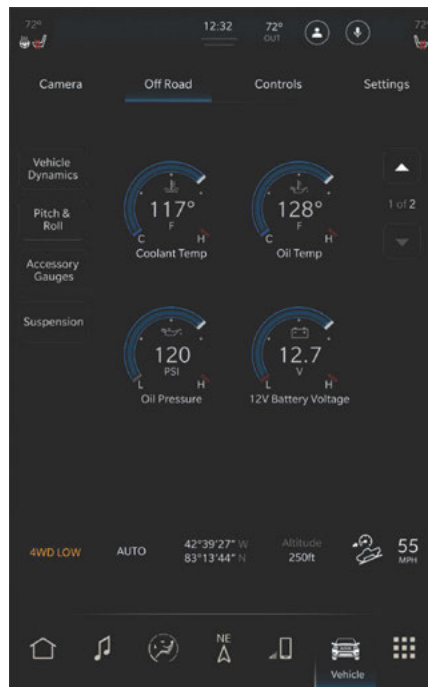 72°
12:32
72°
OUT
72°
Camera
Off Road
Controls
Settings
Vehicle
Dynamics
Pitch &
Roll
Accessory
Gauges
Suspension
117°
F
C
H
Coolant Temp
128°
F
C
H
Oil Temp
1 of 2
120
PSI
L
H
Oil Pressure
12.7
V
L
H
12V Battery Voltage
4WD LOW
AUTO
42°39'27" W
83°13'44" N
Altitude
250ft
55
MPH
NE
Vehicle